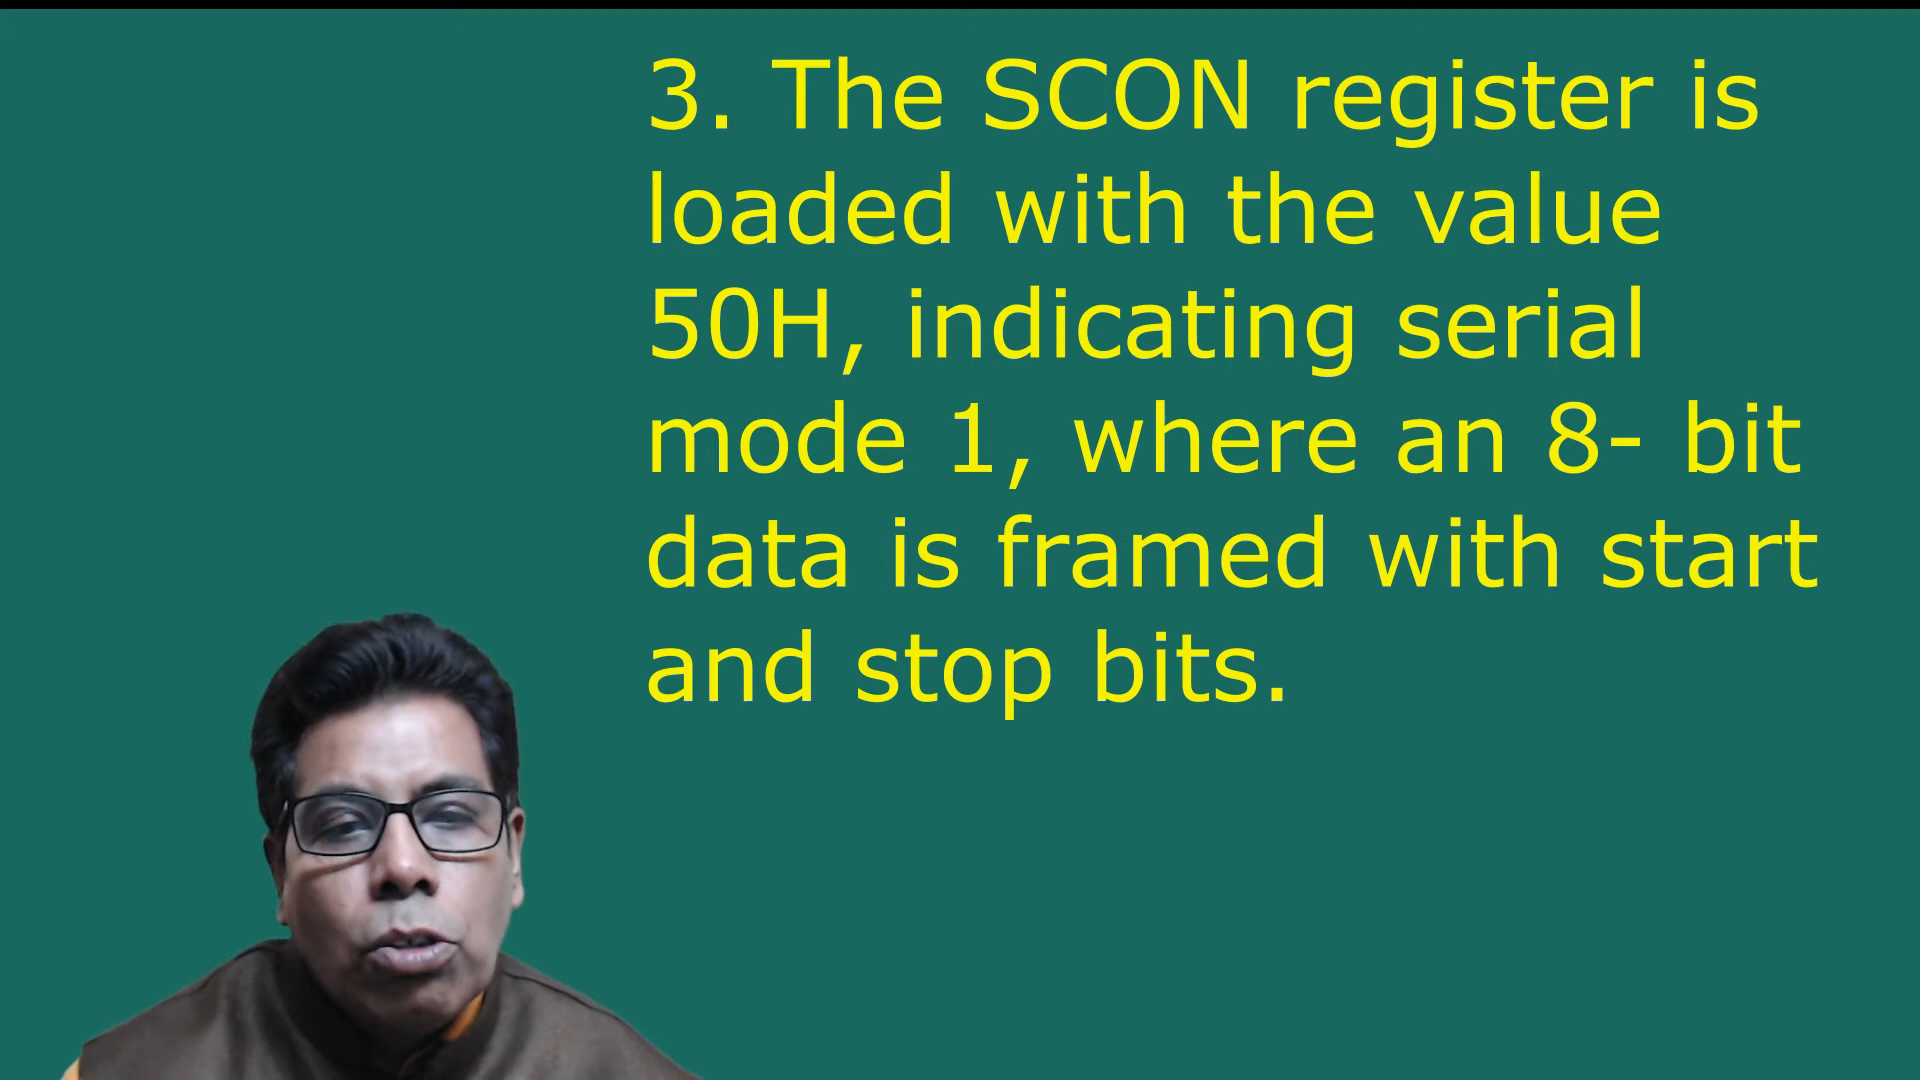 3. The SCON register is
loaded with the value
50H, indicating serial
mode 1, where an 8- bit
data is framed with start
and stop bits.